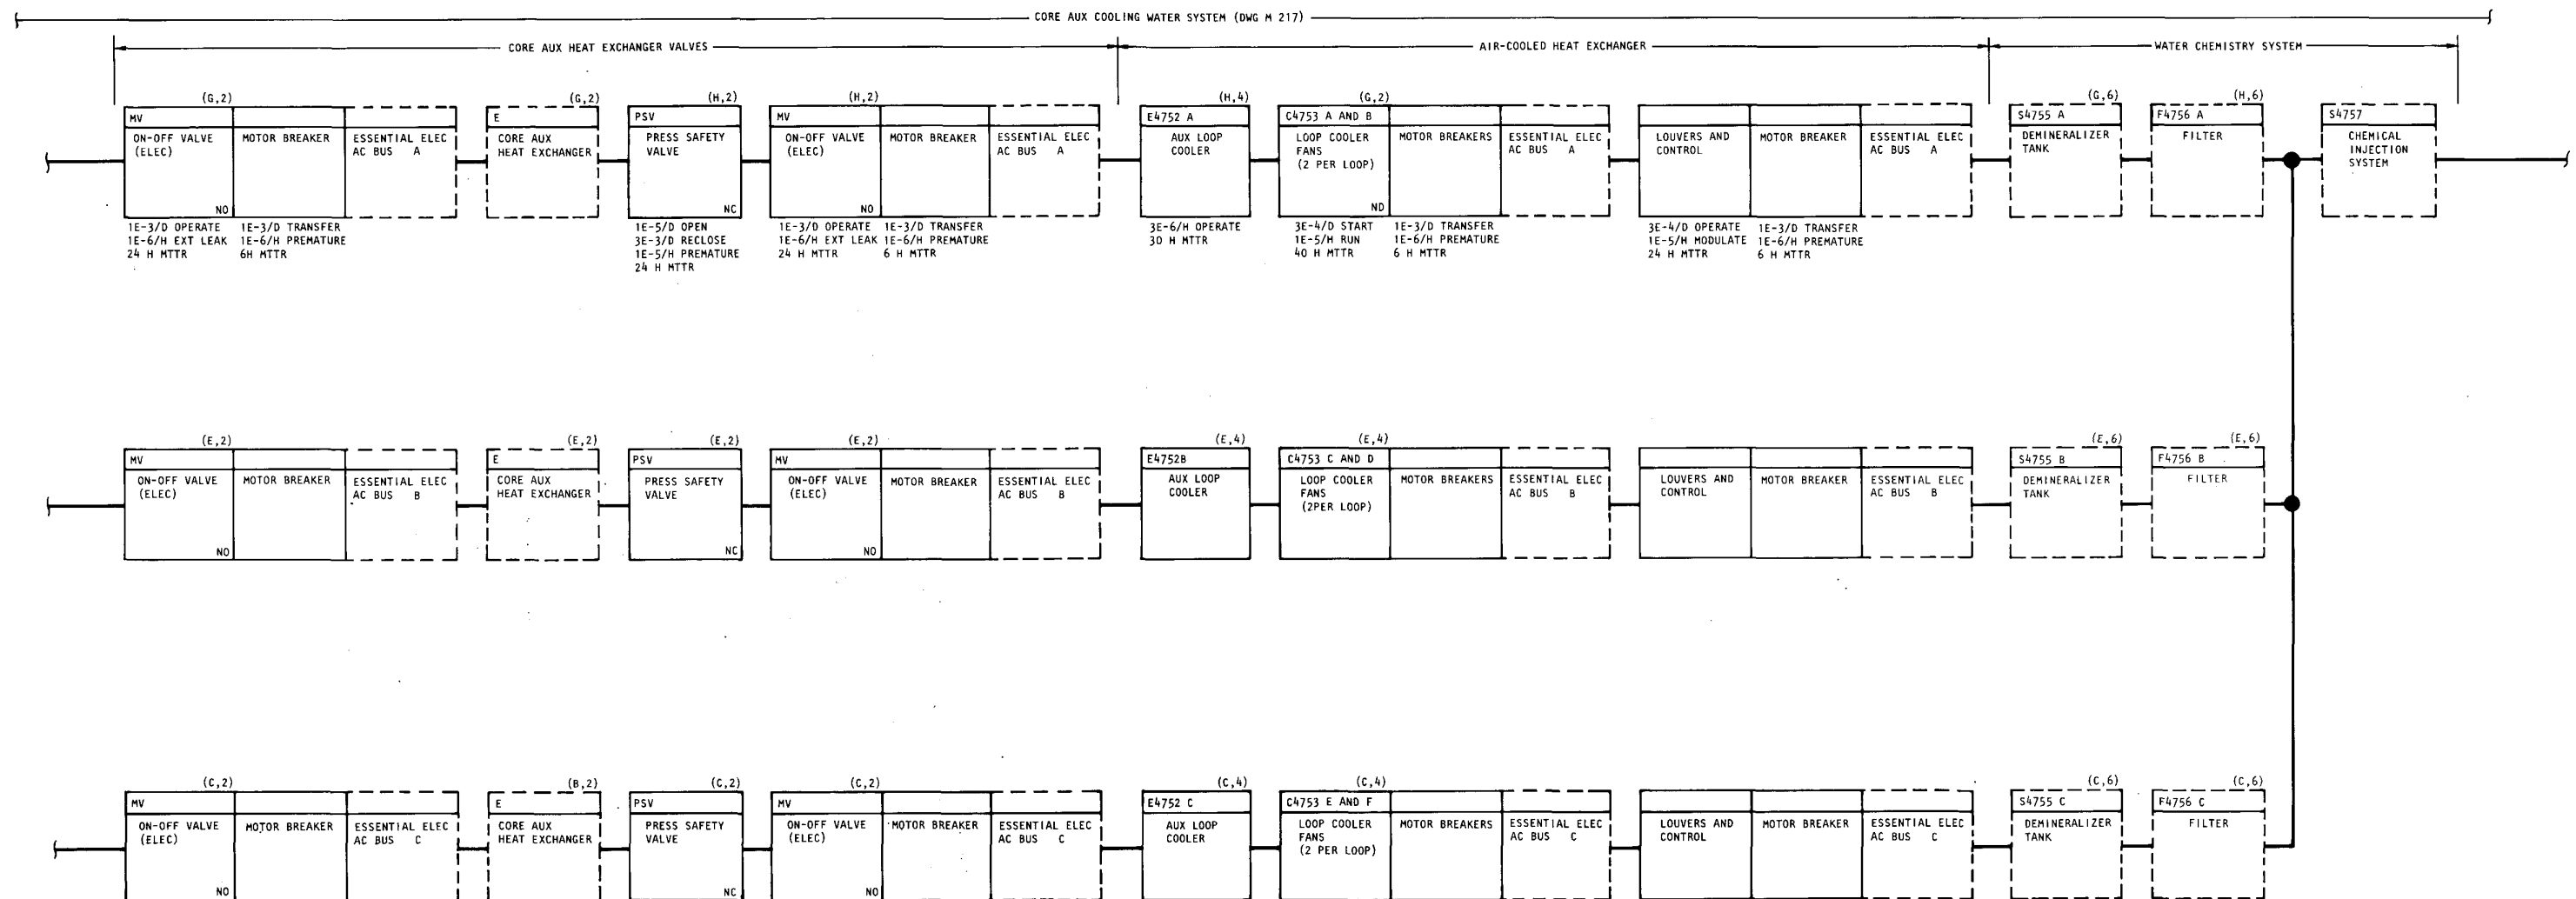 CORE AUX COOLING WATER SYSTEM (DWG M 217)
CORE AUX HEAT EXCHANGER VALVES
AIR-COOLED HEAT EXCHANGER
WATER CHEMISTRY SYSTEM
(G,2)
MV
ON-OFF VALVE
(ELEC)
NO
MOTOR BREAKER
ESSENTIAL ELEC
AC BUS A
1E-3/D OPERATE
1E-6/H EXT LEAK
24 H MTTR
1E-3/D TRANSFER
1E-6/H PREMATURE
6H MTTR
(G,2)
E
CORE AUX
HEAT EXCHANGER
(H,2)
PSV
PRESS SAFETY
VALVE
NC
1E-5/D OPEN
3E-3/D RECLOSE
1E-5/H PREMATURE
24 H MTTR
(H,2)
MV
ON-OFF VALVE
(ELEC)
NO
MOTOR BREAKER
ESSENTIAL ELEC
AC BUS A
1E-3/D OPERATE
1E-6/H EXT LEAK
24 H MTTR
1E-3/D TRANSFER
1E-6/H PREMATURE
6 H MTTR
(H,4)
E4752 A
AUX LOOP
COOLER
3E-6/H OPERATE
30 H MTTR
(G,2)
C4753 A AND B
LOOP COOLER
FANS
(2 PER LOOP)
ND
MOTOR BREAKERS
ESSENTIAL ELEC
AC BUS A
3E-4/D START
1E-5/H RUN
40 H MTTR
1E-3/D TRANSFER
1E-6/H PREMATURE
6 H MTTR
LOUVERS AND
CONTROL
MOTOR BREAKER
ESSENTIAL ELEC
AC BUS A
3E-4/D OPERATE
1E-5/H MODULATE
24 H MTTR
1E-3/D TRANSFER
1E-6/H PREMATURE
6 H MTTR
(G,6)
S4755 A
DEMINERALIZER
TANK
(H,6)
F4756 A
FILTER
S4757
CHEMICAL
INJECTION
SYSTEM
(E,2)
MV
ON-OFF VALVE
(ELEC)
NO
MOTOR BREAKER
ESSENTIAL ELEC
AC BUS B
(E,2)
E
CORE AUX
HEAT EXCHANGER
(E,2)
PSV
PRESS SAFETY
VALVE
NC
(E,2)
MV
ON-OFF VALVE
(ELEC)
NO
MOTOR BREAKER
ESSENTIAL ELEC
AC BUS B
(E,4)
E4752B
AUX LOOP
COOLER
(E,4)
C4753 C AND D
LOOP COOLER
FANS
(2PER LOOP)
MOTOR BREAKERS
ESSENTIAL ELEC
AC BUS B
LOUVERS AND
CONTROL
MOTOR BREAKER
ESSENTIAL ELEC
AC BUS B
(E,6)
S4755 B
DEMINERALIZER
TANK
(E,6)
F4756 B
FILTER
(C,2)
MV
ON-OFF VALVE
(ELEC)
NO
MOTOR BREAKER
ESSENTIAL ELEC
AC BUS C
(B,2)
E
CORE AUX
HEAT EXCHANGER
(C,2)
PSV
PRESS SAFETY
VALVE
NC
(C,2)
MV
ON-OFF VALVE
(ELEC)
NO
MOTOR BREAKER
ESSENTIAL ELEC
AC BUS C
(C,4)
E4752 C
AUX LOOP
COOLER
(C,4)
C4753 E AND F
LOOP COOLER
FANS
(2 PER LOOP)
MOTOR BREAKERS
ESSENTIAL ELEC
AC BUS C
LOUVERS AND
CONTROL
MOTOR BREAKER
ESSENTIAL ELEC
AC BUS C
(C,6)
S4755 C
DEMINERALIZER
TANK
(C,6)
F4756 C
FILTER